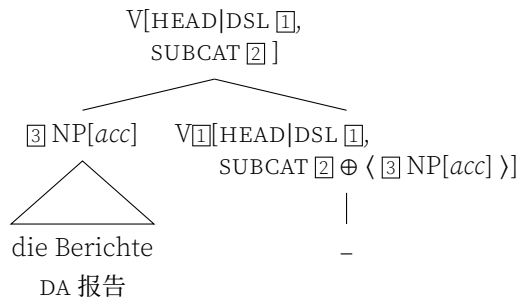 V[HEAD|DSL 1,
SUBCAT 2 ]
3 NP[acc]
V1[HEAD|DSL 1,
SUBCAT 2 ⊕ ⟨ 3 NP[acc] ⟩]
die Berichte
–
DA 报告